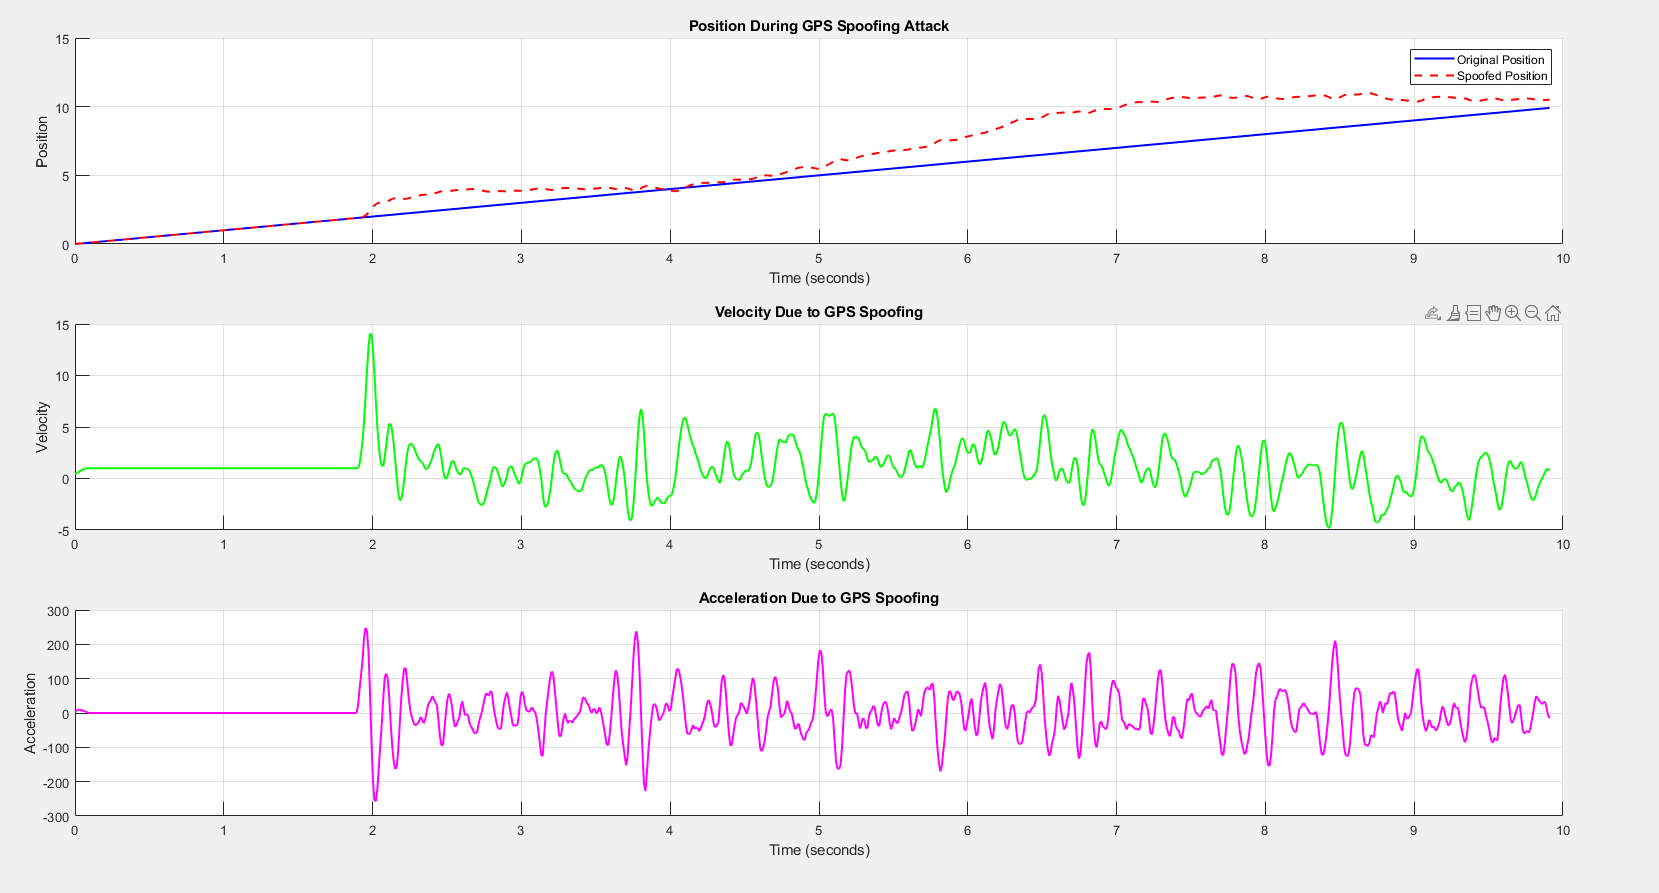 Position During GPS Spoofing Attack
15
10
5
0
Position
Original Position
Spoofed Position
0 1 2 3 4 5 6 7 8 9 10
Time (seconds)
Velocity Due to GPS Spoofing
15
10
5
0
-5
Velocity
0 1 2 3 4 5 6 7 8 9 10
Time (seconds)
Acceleration Due to GPS Spoofing
300
200
100
0
-100
-200
-300
Acceleration
0 1 2 3 4 5 6 7 8 9 10
Time (seconds)